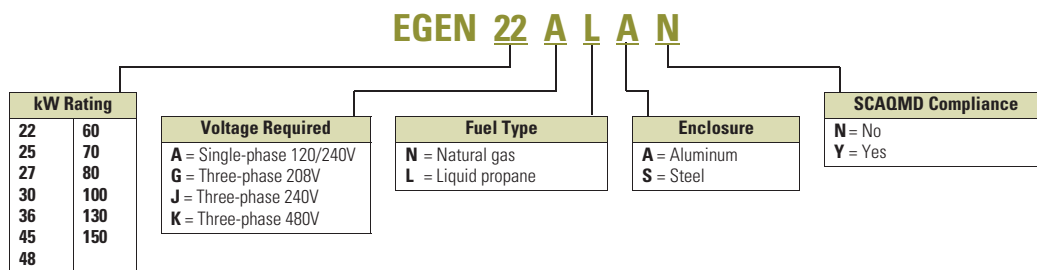 EGEN 22 A L A N
kW Rating
22 60
25 70
27 80
30 100
36 130
45 150
48
Voltage Required
A = Single-phase 120/240V
G = Three-phase 208V
J = Three-phase 240V
K = Three-phase 480V
Fuel Type
N = Natural gas
L = Liquid propane
Enclosure
A = Aluminum
S = Steel
SCAQMD Compliance
N = No
Y = Yes